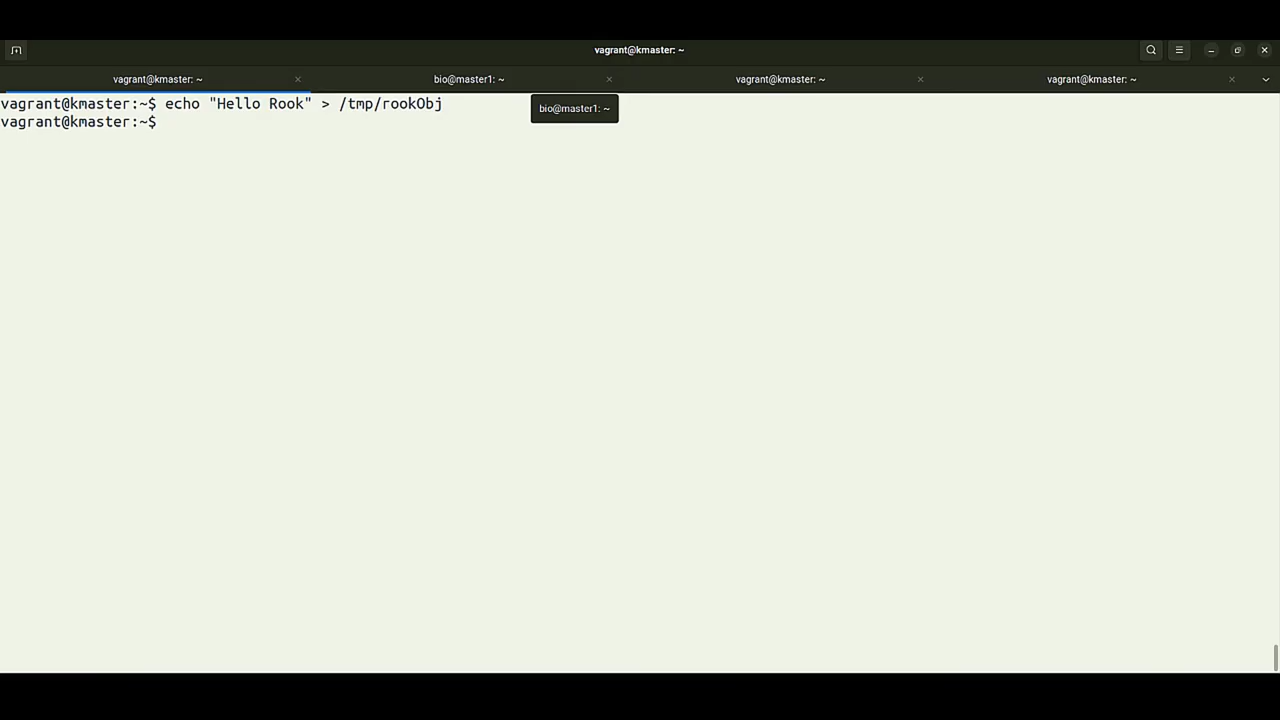 vagrant@kmaster: ~
vagrant@kmaster: ~
bio@master1: ~
vagrant@kmaster: ~
vagrant@kmaster: ~
vagrant@kmaster:~$ echo "Hello Rook" > /tmp/rookObj
bio@master1: ~
vagrant@kmaster:~$